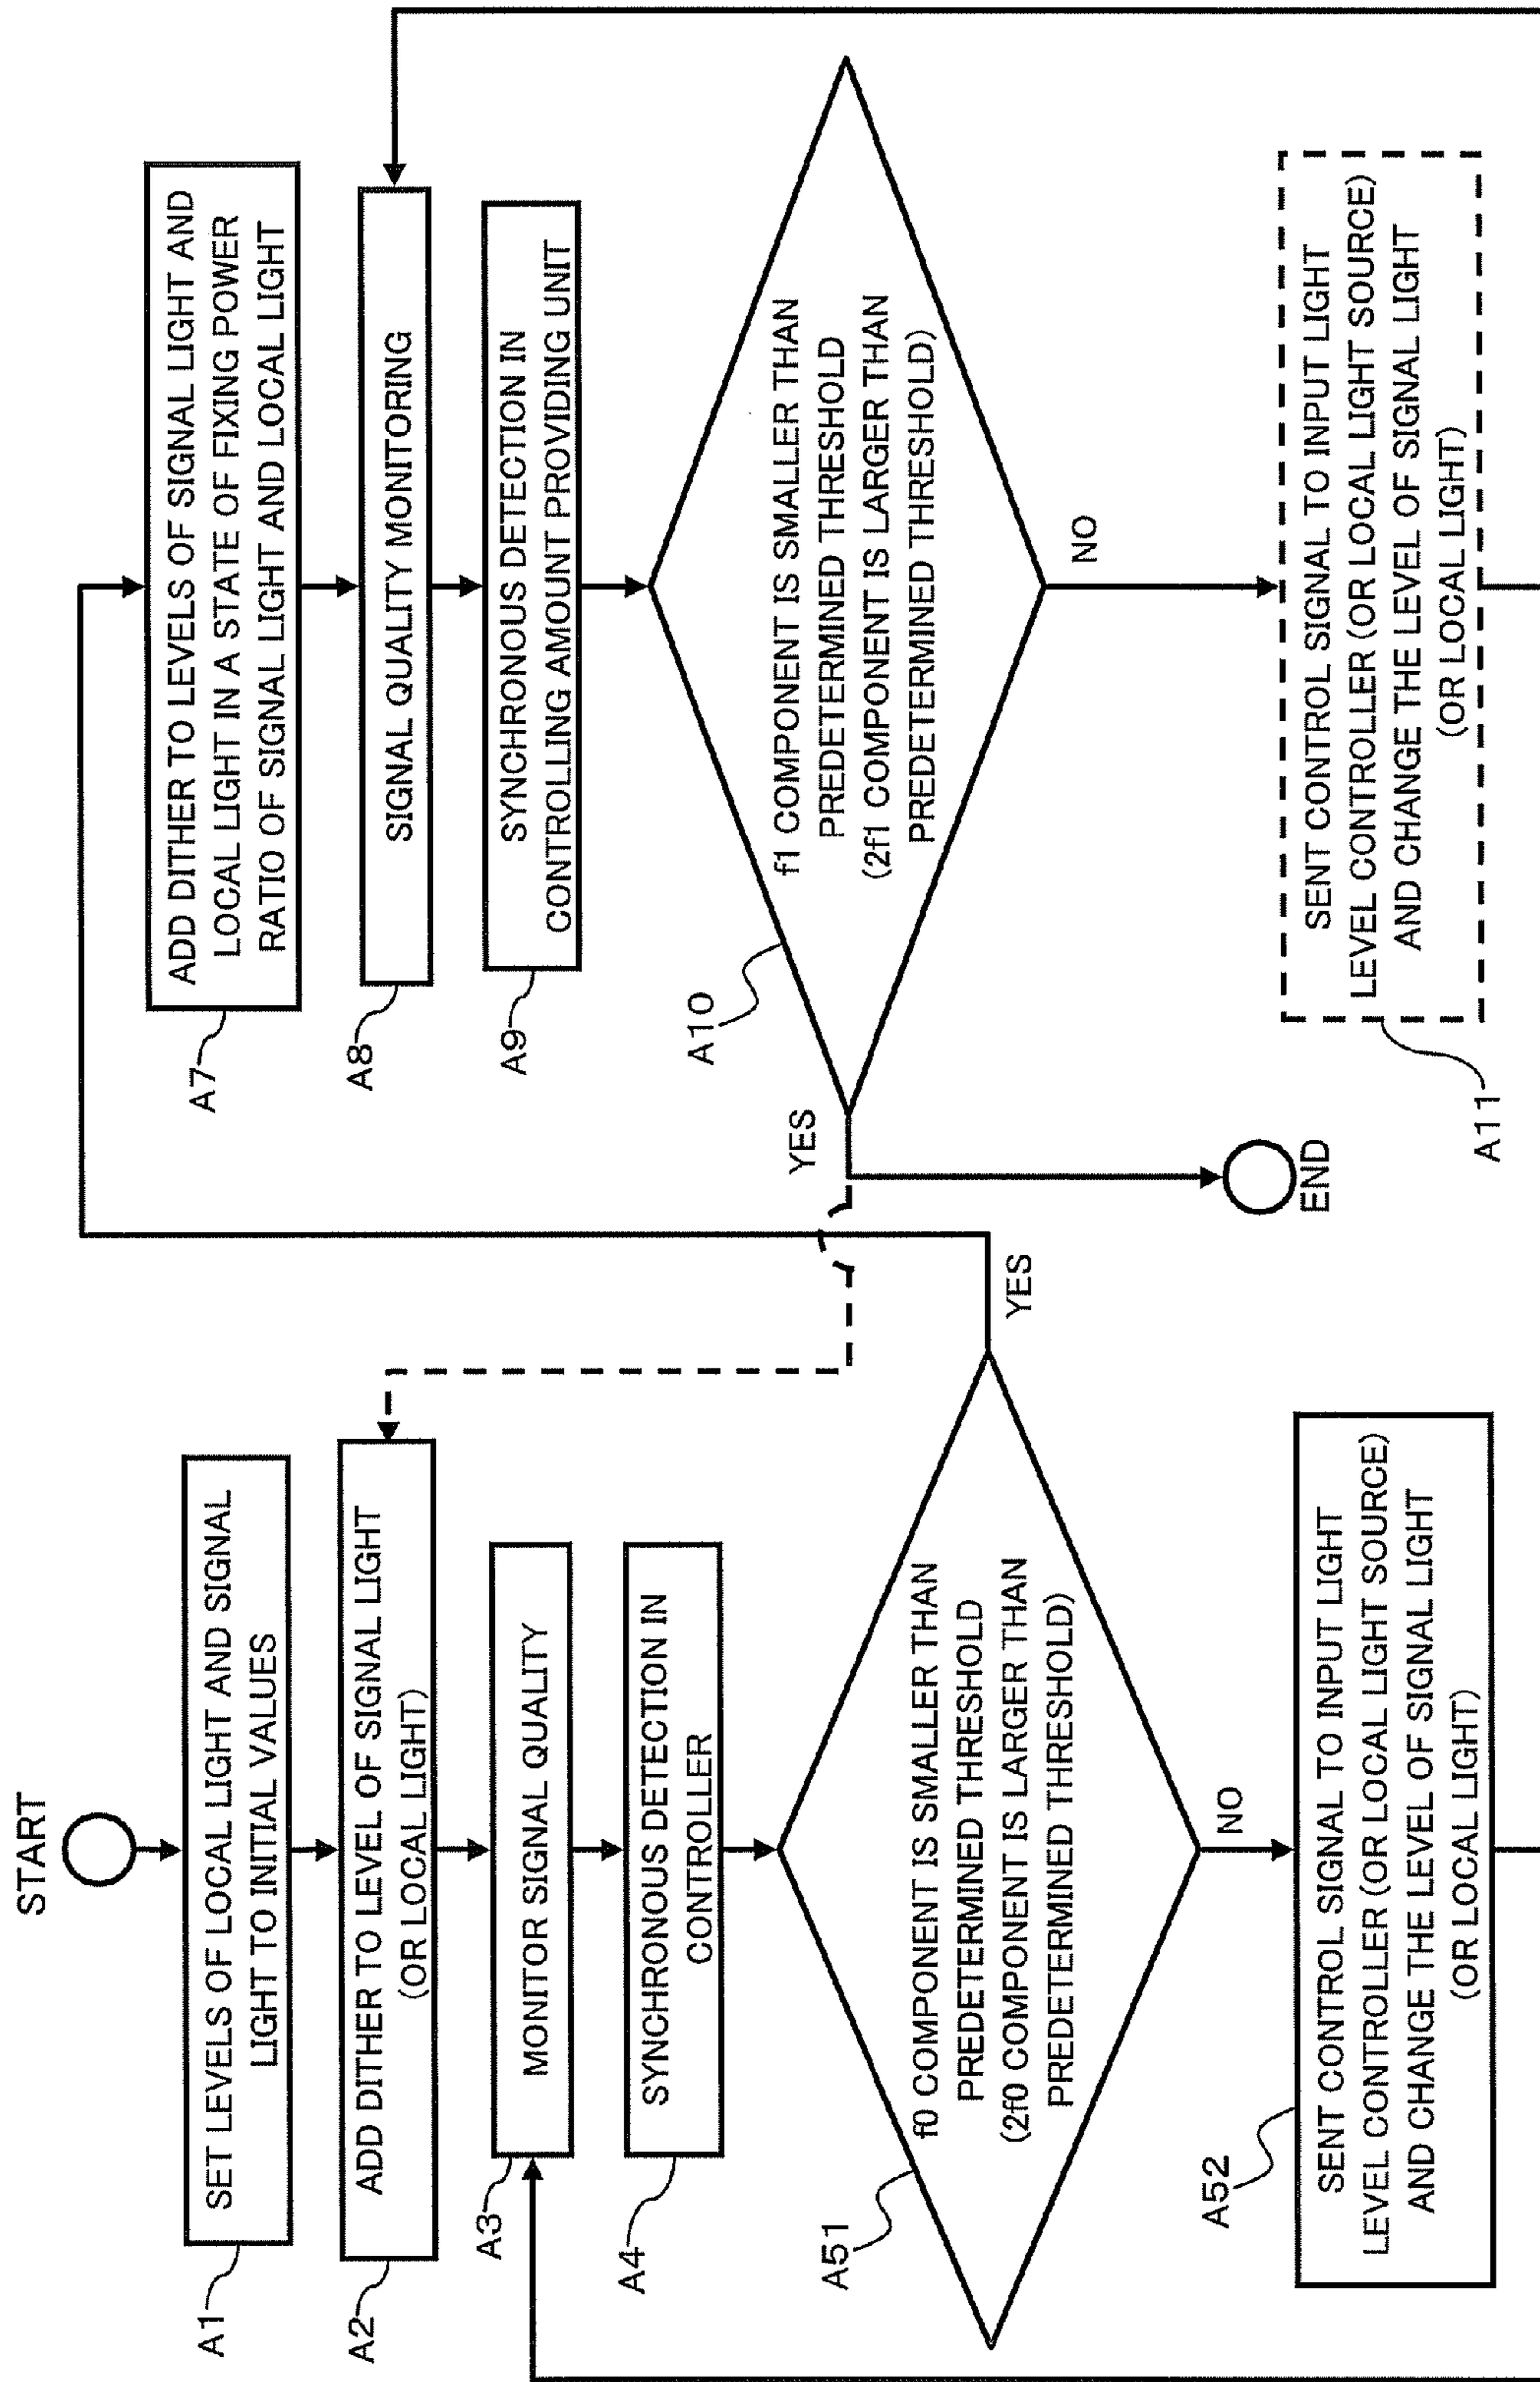 START
A1
SET LEVELS OF LOCAL LIGHT AND SIGNAL
LIGHT TO INITIAL VALUES
A2
ADD DITHER TO LEVEL OF SIGNAL LIGHT
(OR LOCAL LIGHT)
A3
MONITOR SIGNAL QUALITY
A4
SYNCHRONOUS DETECTION IN
CONTROLLER
A51
f0 COMPONENT IS SMALLER THAN
PREDETERMINED THRESHOLD
(2f0 COMPONENT IS LARGER THAN
PREDETERMINED THRESHOLD)
YES
NO
A52
SENT CONTROL SIGNAL TO INPUT LIGHT
LEVEL CONTROLLER (OR LOCAL LIGHT SOURCE)
AND CHANGE THE LEVEL OF SIGNAL LIGHT
(OR LOCAL LIGHT)
A7
ADD DITHER TO LEVELS OF SIGNAL LIGHT AND
LOCAL LIGHT IN A STATE OF FIXING POWER
RATIO OF SIGNAL LIGHT AND LOCAL LIGHT
A8
SIGNAL QUALITY MONITORING
A9
SYNCHRONOUS DETECTION IN
CONTROLLING AMOUNT PROVIDING UNIT
A10
f1 COMPONENT IS SMALLER THAN
PREDETERMINED THRESHOLD
(2f1 COMPONENT IS LARGER THAN
PREDETERMINED THRESHOLD)
YES
NO
END
A11
SENT CONTROL SIGNAL TO INPUT LIGHT
LEVEL CONTROLLER (OR LOCAL LIGHT SOURCE)
AND CHANGE THE LEVEL OF SIGNAL LIGHT
(OR LOCAL LIGHT)